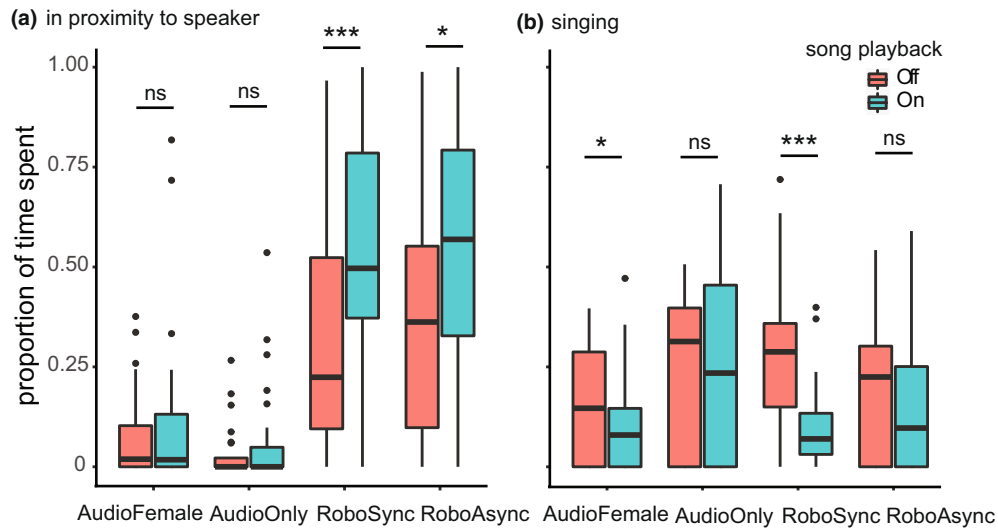 (a) in proximity to speaker
(b) singing
song playback
Off
On
proportion of time spent
1.00
0.75
0.50
0.25
0
ns
ns
***
*
*
ns
***
ns
AudioFemale AudioOnly RoboSync RoboAsync
AudioFemale AudioOnly RoboSync RoboAsync